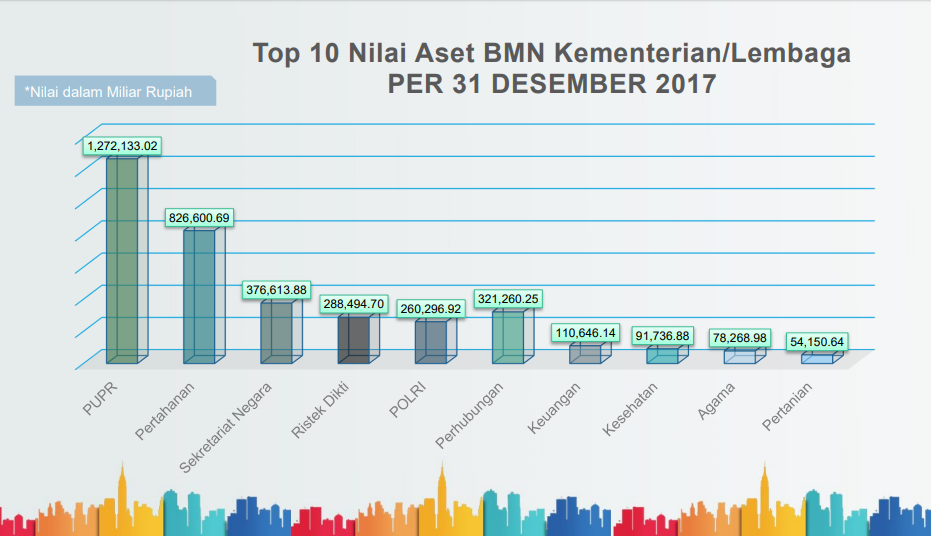 Top 10 Nilai Aset BMN Kementerian/Lembaga
PER 31 DESEMBER 2017
*Nilai dalam Miliar Rupiah
1,272,133.02
826,600.69
376,613.88
288,494.70
260,296.92
321,260.25
110,646.14
91,736.88
78,268.98
54,150.64
PUPR
Pertahanan
Sekretariat Negara
Ristek Dikti
POLRI
Perhubungan
Keuangan
Kesehatan
Agama
Pertanian